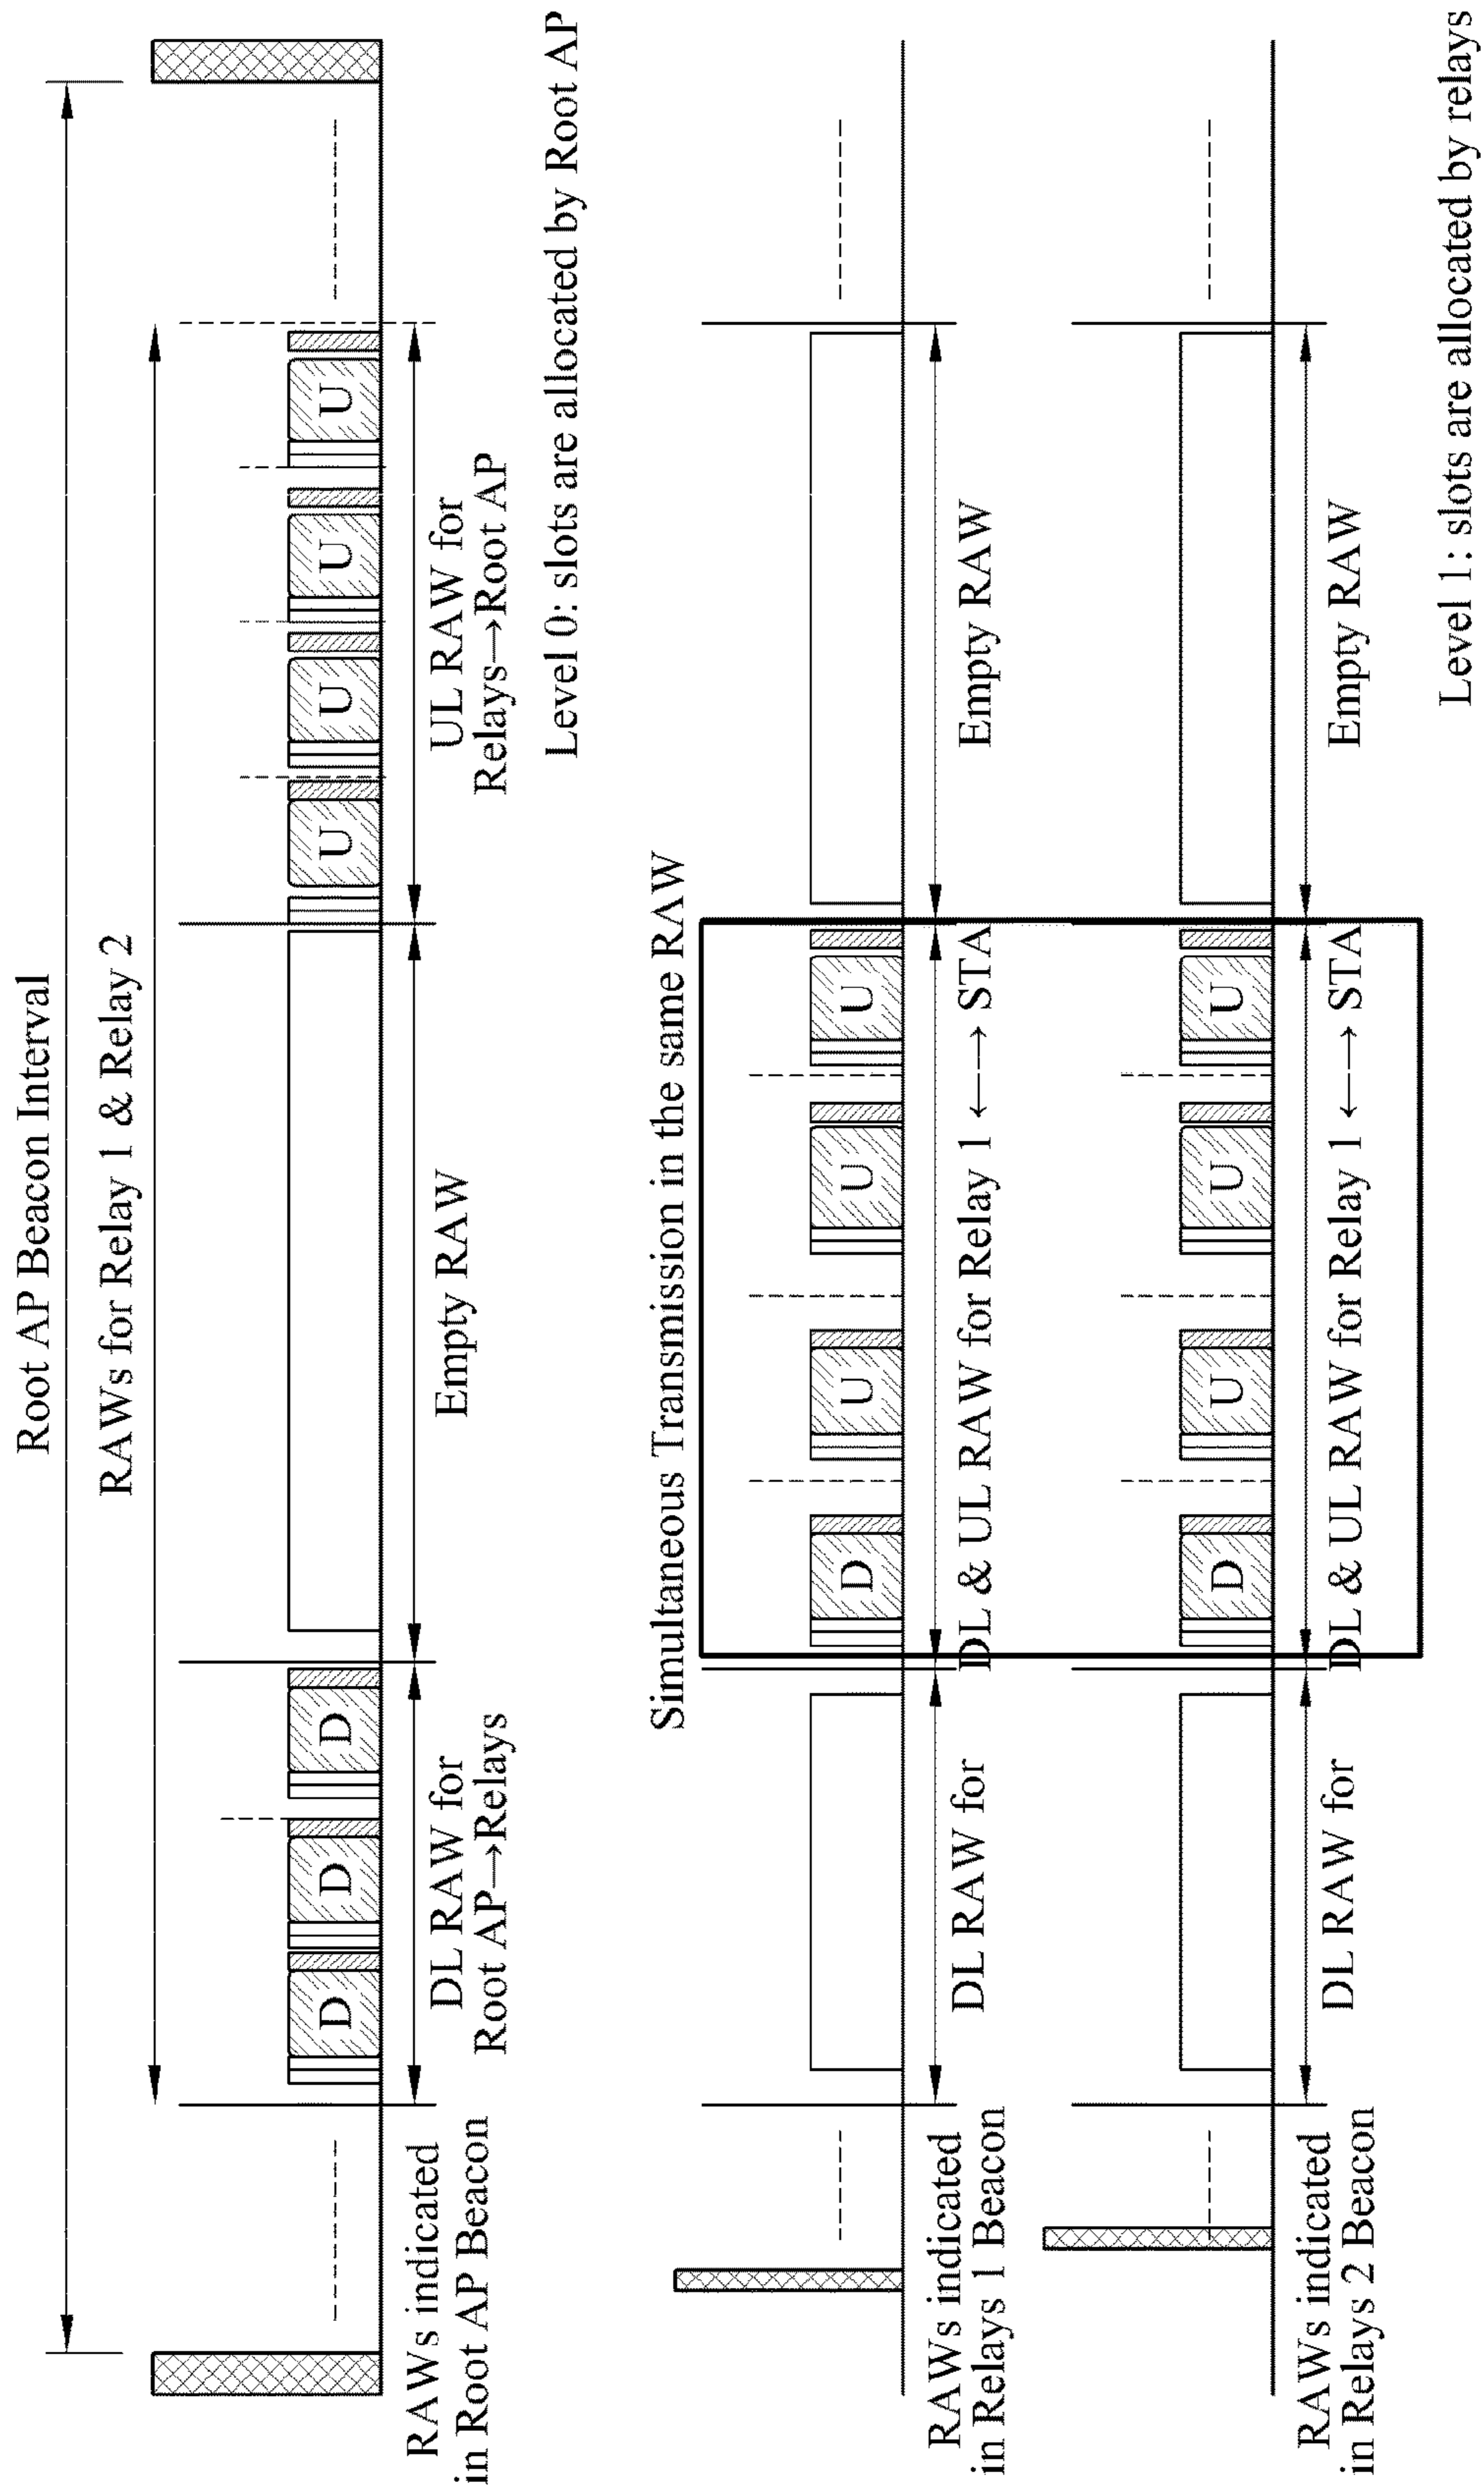 Root AP Beacon Interval
RAWs for Relay 1 & Relay 2
D
D
D
U
U
U
U
RAWs indicated
in Root AP Beacon
DL RAW for
Root AP→Relays
Empty RAW
UL RAW for
Relays→Root AP
Level 0: slots are allocated by Root AP
Simultaneous Transmission in the same RAW
D
U
U
U
RAWs indicated
in Relays 1 Beacon
DL RAW for
DL & UL RAW for Relay 1 ←→ STA
Empty RAW
D
U
U
U
RAWs indicated
in Relays 2 Beacon
DL RAW for
DL & UL RAW for Relay 1 ←→ STA
Empty RAW
Level 1: slots are allocated by relays